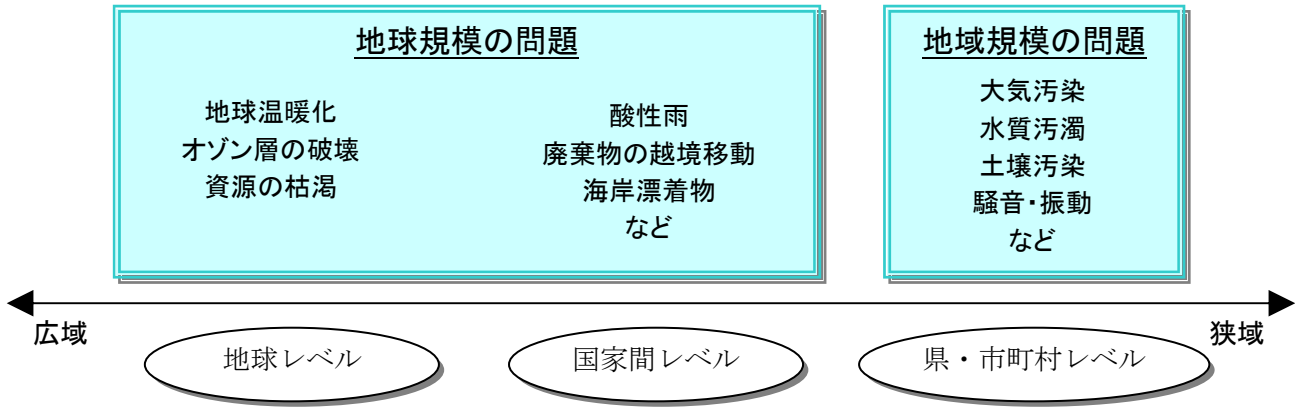 地球規模の問題
地球温暖化
オゾン層の破壊
資源の枯渇
酸性雨
廃棄物の越境移動
海岸漂着物
など
地域規模の問題
大気汚染
水質汚濁
土壌汚染
騒音・振動
など
広域
狭域
地球レベル
国家間レベル
県・市町村レベル